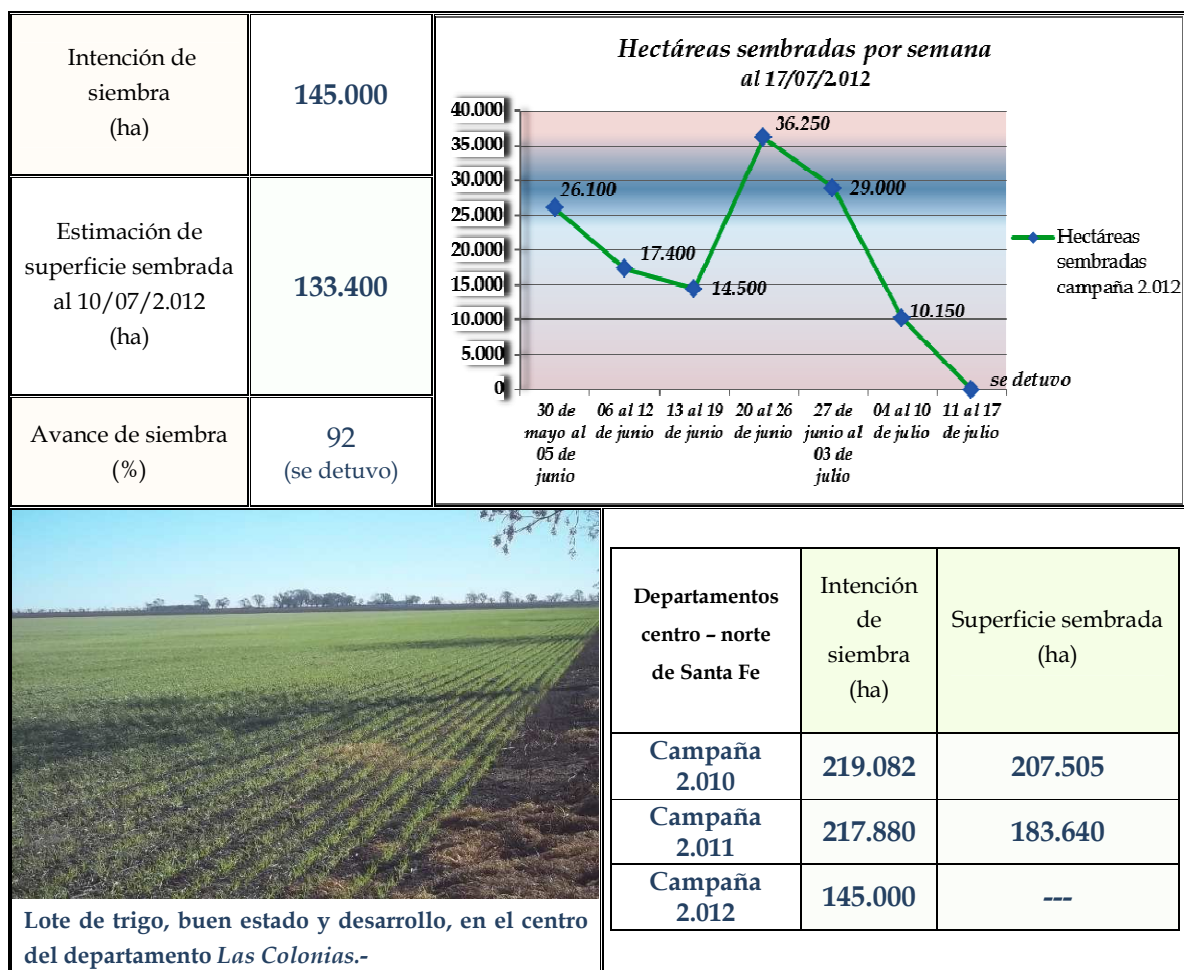 Intención de
siembra
(ha)
145.000
Estimación de
superficie sembrada
al 10/07/2.012
(ha)
133.400
Avance de siembra
(%)
92
(se detuvo)
Hectáreas sembradas por semana
al 17/07/2.012
40.000
35.000
30.000
25.000
20.000
15.000
10.000
5.000
0
26.100
17.400
14.500
36.250
29.000
10.150
se detuvo
30 de
mayo al
05 de
junio
06 al 12
de junio
13 al 19
de junio
20 al 26
de junio
27 de
junio al
03 de
julio
04 al 10
de julio
11 al 17
de julio
Hectáreas
sembradas
campaña 2.012
Lote de trigo, buen estado y desarrollo, en el centro
del departamento Las Colonias.-
Departamentos
centro – norte
de Santa Fe
Intención
de
siembra
(ha)
Superficie sembrada
(ha)
Campaña
2.010
219.082
207.505
Campaña
2.011
217.880
183.640
Campaña
2.012
145.000
---